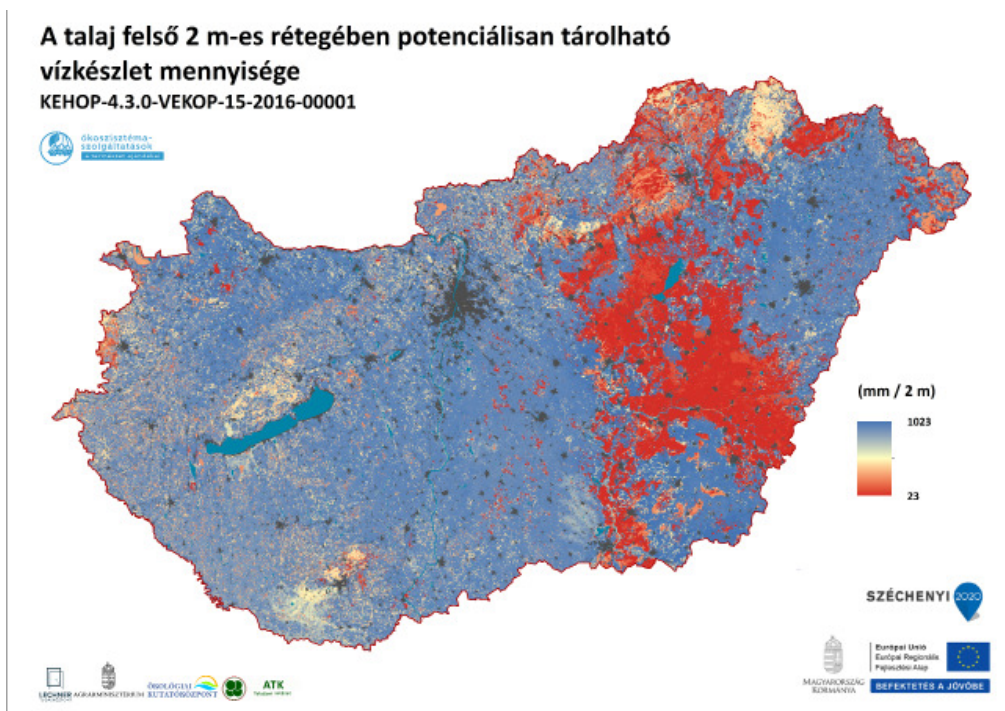 A talaj felső 2 m-es rétegében potenciálisan tárolható
vízkészlet mennyisége
KEHOP-4.3.0-VEKOP-15-2016-00001
ökoszisztéma-
szolgáltatások
a természet ajándékai
(mm / 2 m)
1023
23
SZÉCHENYI 2020
MAGYARORSZÁG
KORMÁNYA
Európai Unió
Európai Regionális
Fejlesztési Alap
BEFEKTETÉS A JÖVŐBE
LECHNER
AGRÁRMINISZTÉRIUM
ÖKOLÓGIAI
KUTATÓKÖZPONT
ATK